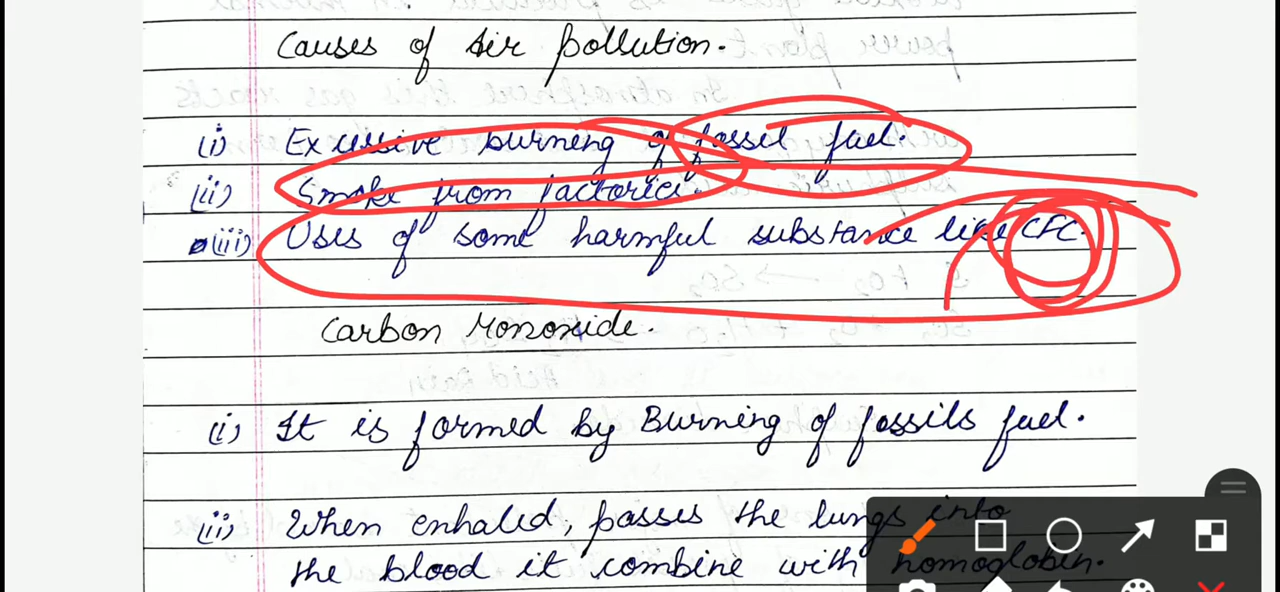 Causes of Air pollution.
(i) Excessive burning of fossil fuel.
(ii) Smoke from factories.
(iii) Uses of some harmful substance like CFC.
Carbon Monoxide.
(i) It is formed by Burning of fossils fuel.
(ii) When enhaled, passes the lungs into
the blood it combine with homoglobin.